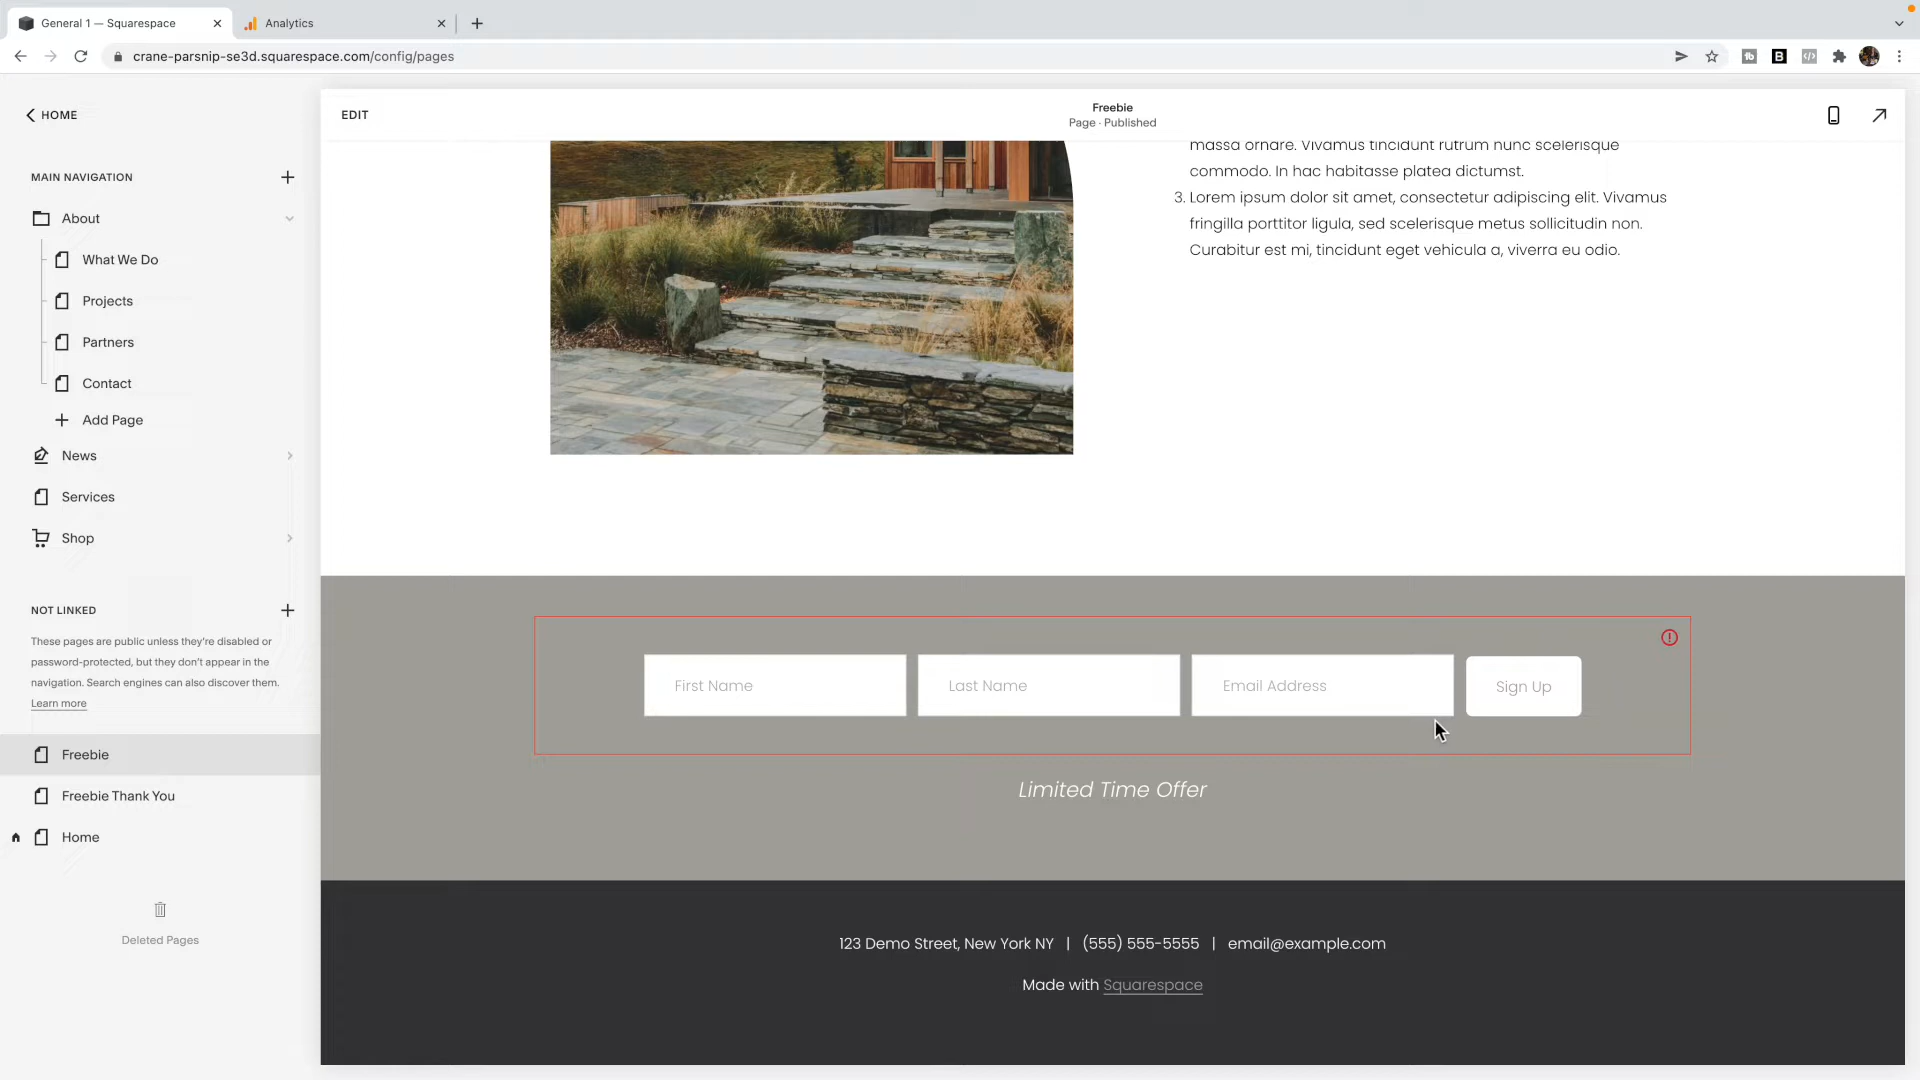 General 1 — Squarespace
Analytics
crane-parsnip-se3d.squarespace.com/config/pages
HOME
MAIN NAVIGATION
About
What We Do
Projects
Partners
Contact
Add Page
News
Services
Shop
NOT LINKED
These pages are public unless they're disabled or
password-protected, but they don't appear in the
navigation. Search engines can also discover them.
Learn more
Freebie
Freebie Thank You
Home
Deleted Pages
EDIT
Freebie
Page · Published
massa ornare. Vivamus tincidunt rutrum nunc scelerisque
commodo. In hac habitasse platea dictumst.
3. Lorem ipsum dolor sit amet, consectetur adipiscing elit. Vivamus
fringilla porttitor ligula, sed scelerisque metus sollicitudin non.
Curabitur est mi, tincidunt eget vehicula a, viverra eu odio.
First Name
Last Name
Email Address
Sign Up
Limited Time Offer
123 Demo Street, New York NY | (555) 555-5555 | email@example.com
Made with Squarespace